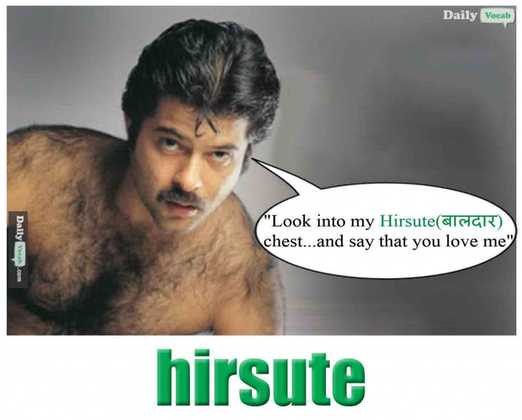 Daily Vocab
"Look into my Hirsute(बालदार)
chest...and say that you love me"
Daily Vocab.com
hirsute